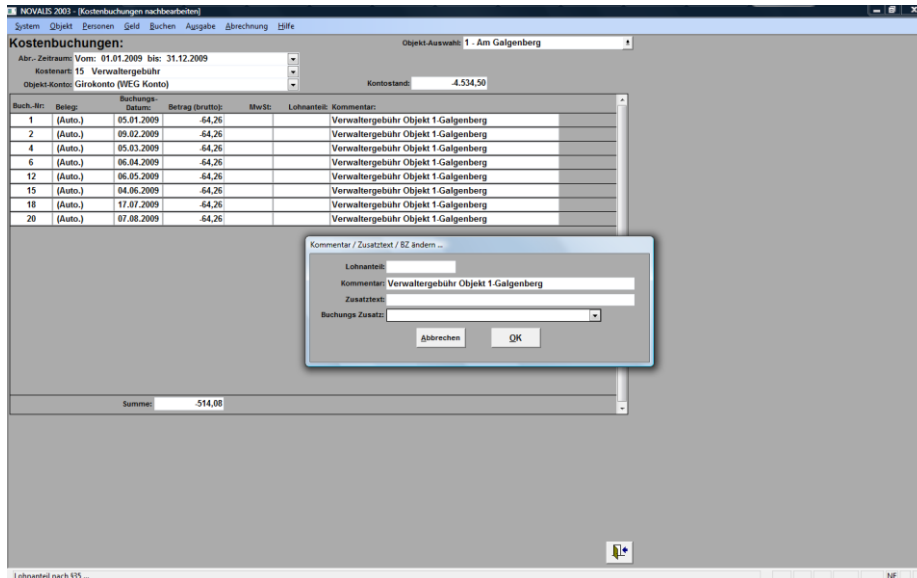 NOVALIS 2003 - [Kostenbuchungen nachbearbeiten]
System Objekt Personen Geld Buchen Ausgabe Abrechnung Hilfe
Kostenbuchungen:
Objekt-Auswahl: 1 - Am Galgenberg
Abr.- Zeitraum: Vom: 01.01.2009 bis: 31.12.2009
Kostenart: 15 Verwaltergebühr
Objekt-Konto: Girokonto (WEG Konto)
Kontostand: -4.534,50
Buch.-Nr: Beleg: Buchungs-Datum: Betrag (brutto): MwSt: Lohnanteil: Kommentar:
1 (Auto.) 05.01.2009 -64,26 Verwaltergebühr Objekt 1-Galgenberg
2 (Auto.) 09.02.2009 -64,26 Verwaltergebühr Objekt 1-Galgenberg
4 (Auto.) 05.03.2009 -64,26 Verwaltergebühr Objekt 1-Galgenberg
6 (Auto.) 06.04.2009 -64,26 Verwaltergebühr Objekt 1-Galgenberg
12 (Auto.) 06.05.2009 -64,26 Verwaltergebühr Objekt 1-Galgenberg
15 (Auto.) 04.06.2009 -64,26 Verwaltergebühr Objekt 1-Galgenberg
18 (Auto.) 17.07.2009 -64,26 Verwaltergebühr Objekt 1-Galgenberg
20 (Auto.) 07.08.2009 -64,26 Verwaltergebühr Objekt 1-Galgenberg
Kommentar / Zusatztext / BZ ändern ...
Lohnanteil:
Kommentar: Verwaltergebühr Objekt 1-Galgenberg
Zusatztext:
Buchungs Zusatz:
Abbrechen OK
Summe: -514,08
Lohnanteil nach §35 ...
NF